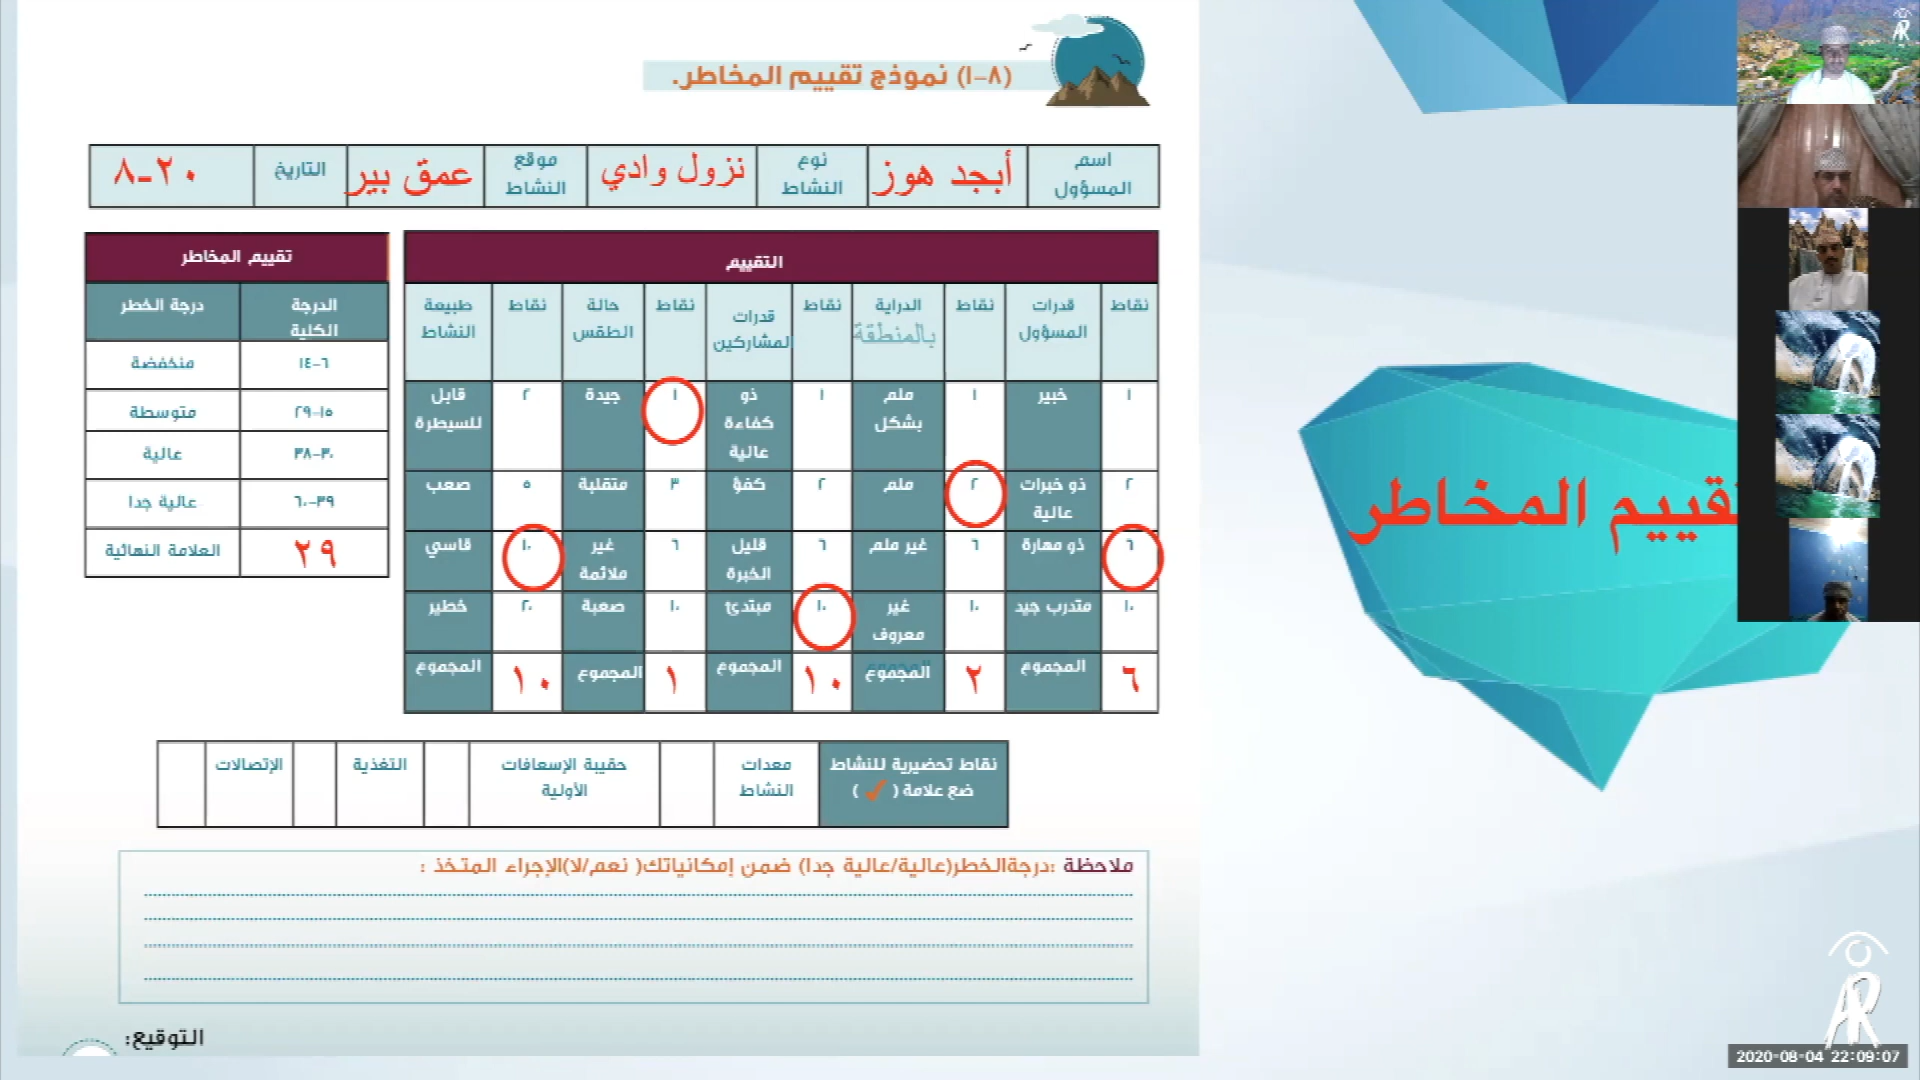 (٨-١) نموذج تقييم المخاطر.
اسم المسؤول أبجد هوز نوع النشاط نزول وادي موقع النشاط عمق بير التاريخ ٢٠-٨
التقييم
نقاط قدرات المسؤول نقاط الدراية بالمنطقة نقاط قدرات المشاركين نقاط حالة الطقس نقاط طبيعة النشاط
١ خبير ١ ملم بشكل ١ ذو كفاءة عالية ١ جيدة ٢ قابل للسيطرة
٢ ذو خبرات عالية ٢ ملم ٢ كفؤ ٣ متقلبة ٥ صعب
٦ ذو مهارة ٦ غير ملم ٦ قليل الخبرة ٦ غير ملائمة ١٠ قاسي
١٠ متدرب جيد ١٠ غير معروف ١٠ مبتدئ ١٠ صعبة ٢٠ خطير
٦ المجموع ٢ المجموع ١٠ المجموع ١ المجموع ١٠ المجموع
تقييم المخاطر
الدرجة الكلية درجة الخطر
٦-١٤ منخفضة
١٥-٢٩ متوسطة
٣٠-٣٨ عالية
٣٩-٦٠ عالية جدا
٢٩ العلامة النهائية
نقاط تحضيرية للنشاط ضع علامة (✓) معدات النشاط حقيبة الإسعافات الأولية التغذية الإتصالات
ملاحظة :درجةالخطر(عالية/عالية جدا) ضمن إمكانياتك( نعم/لا)الإجراء المتخذ :
التوقيع:
تقييم المخاطر
2020-08-04 22:09:07